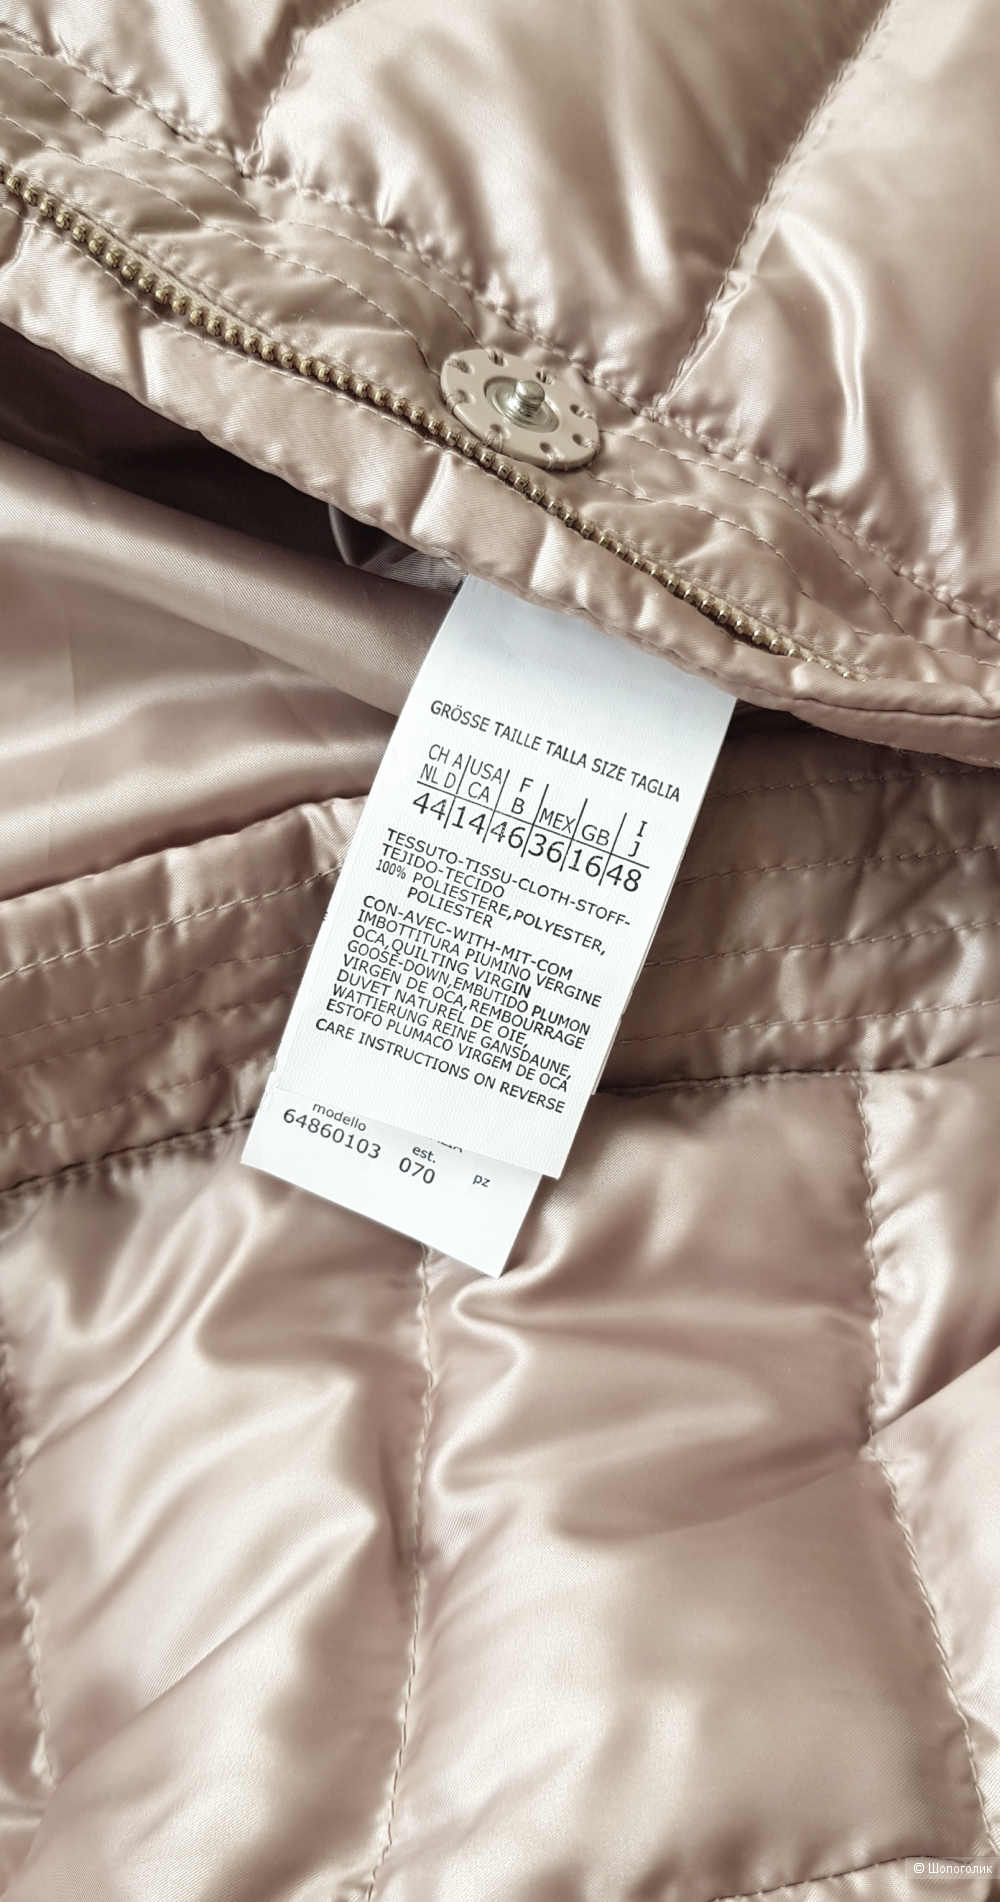 GRÖSSE TAILLE TALLA SIZE TAGLIA
CH A USA F MEX GB I
NL D CA B J
44 14 46 36 16 48
TESSUTO-TISSU-CLOTH-STOFF-
TEJIDO-TECIDO
100% POLIESTERE,POLYESTER,
POLIESTER
CON-AVEC-WITH-MIT-COM
IMBOTTITURA PIUMINO VERGINE
OCA,QUILTING VIRGIN
GOOSE-DOWN,EMBUTIDO PLUMON
VIRGEN DE OCA,REMBOURRAGE
DUVET NATUREL DE OIE,
WATTIERUNG REINE GANSDAUNE,
ESTOFO PLUMACO VIRGEM DE OCA
CARE INSTRUCTIONS ON REVERSE
modello est. pz
64860103 070
© Шопоголик